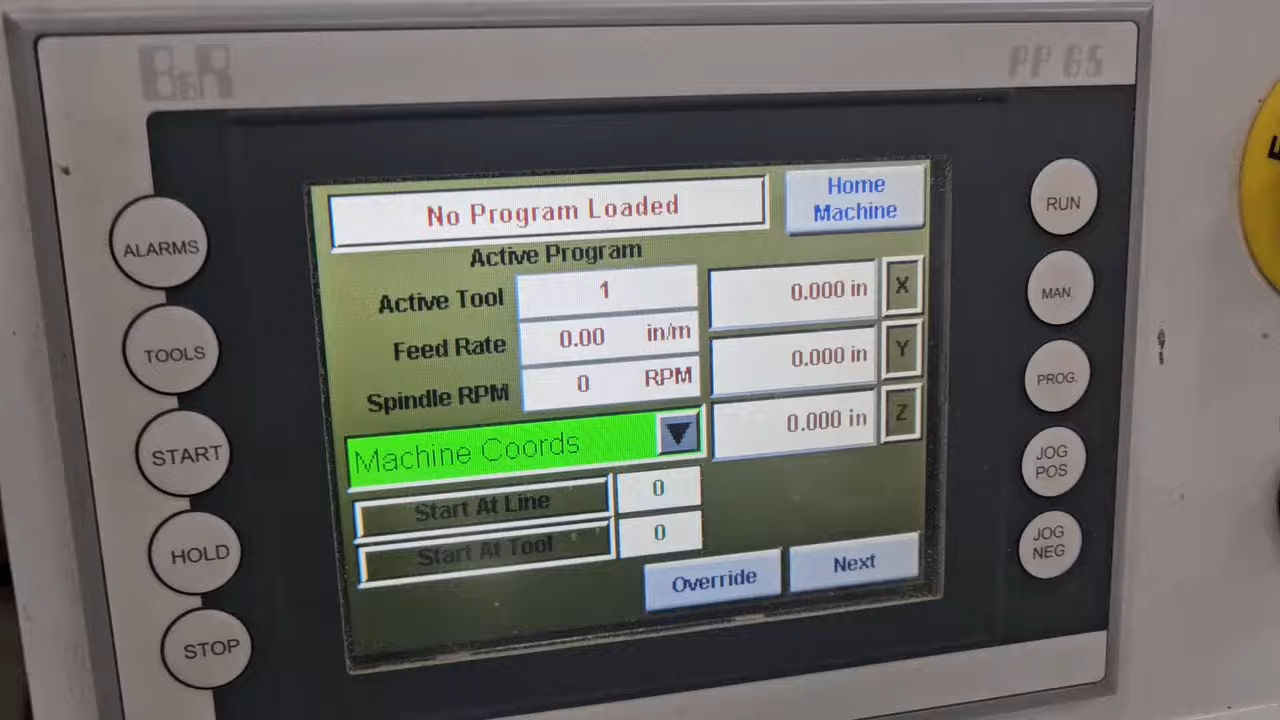 B&R
PP 65
No Program Loaded
Home
Machine
Active Program
Active Tool 1
0.000 in X
Feed Rate 0.00 in/m
0.000 in Y
Spindle RPM 0 RPM
0.000 in Z
Machine Coords
Start At Line 0
Start At Tool 0
Override
Next
ALARMS
TOOLS
START
HOLD
STOP
RUN
MAN.
PROG.
JOG
POS
JOG
NEG